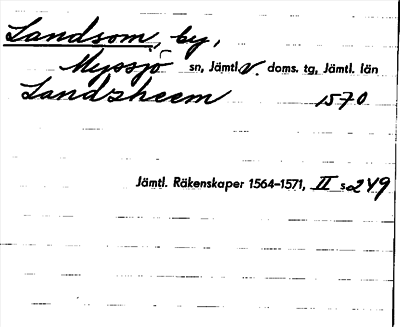 Landsom, by,
Myssjö sn, Jämtl. v. doms. tg, Jämtl. län
Landzheem 1570
Jämtl. Räkenskaper 1564-1571, II s. 249